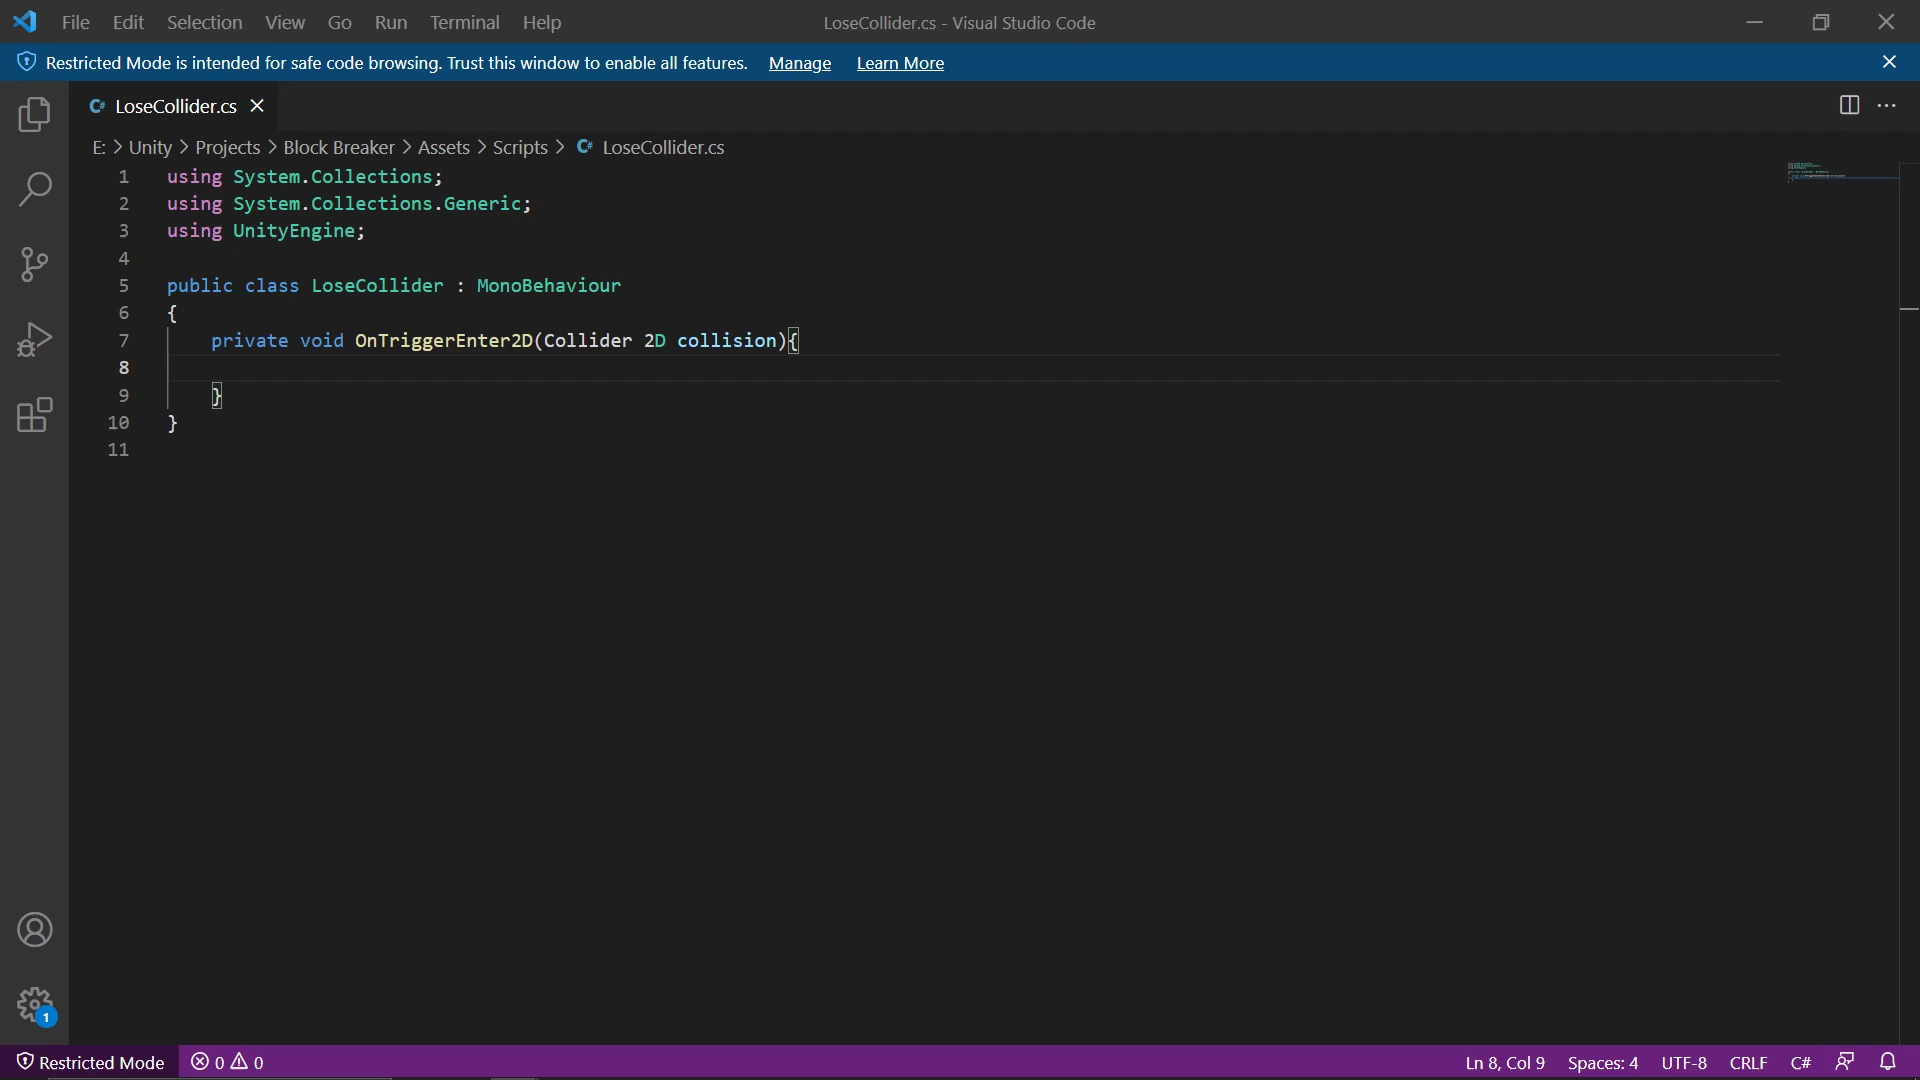 File Edit Selection View Go Run Terminal Help LoseCollider.cs - Visual Studio Code
Restricted Mode is intended for safe code browsing. Trust this window to enable all features. Manage Learn More
C# LoseCollider.cs
E: > Unity > Projects > Block Breaker > Assets > Scripts > C# LoseCollider.cs
1 using System.Collections;
2 using System.Collections.Generic;
3 using UnityEngine;
4
5 public class LoseCollider : MonoBehaviour
6 {
7 private void OnTriggerEnter2D(Collider 2D collision){
8
9 }
10 }
11
1
Restricted Mode 0 0 Ln 8, Col 9 Spaces: 4 UTF-8 CRLF C#